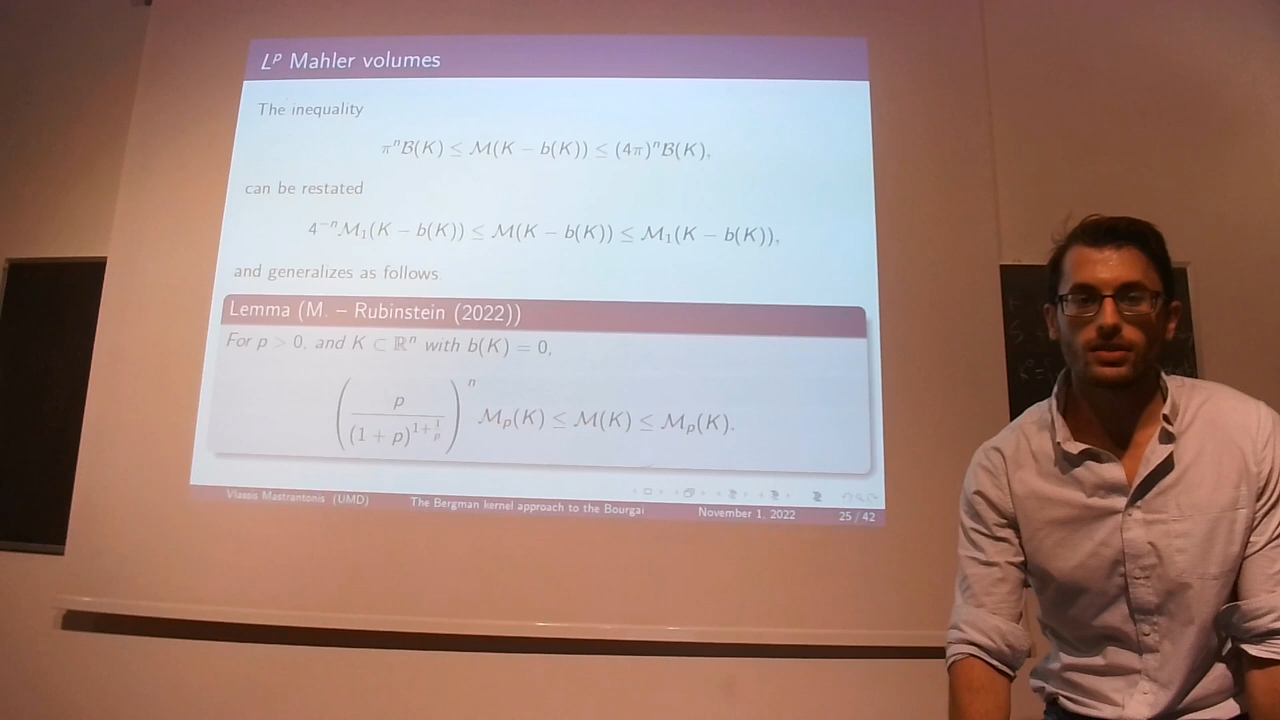 L^p Mahler volumes
The inequality
π^n B(K) ≤ M(K − b(K)) ≤ (4π)^n B(K),
can be restated
4^{−n} M_1(K − b(K)) ≤ M(K − b(K)) ≤ M_1(K − b(K)),
and generalizes as follows.
Lemma (M. – Rubinstein (2022))
For p > 0, and K ⊂ ℝ^n with b(K) = 0,
(p / (1 + p)^{1+1/p})^n M_p(K) ≤ M(K) ≤ M_p(K).
Vlassis Mastrantonis (UMD) The Bergman kernel approach to the Bourgai November 1, 2022 25 / 42